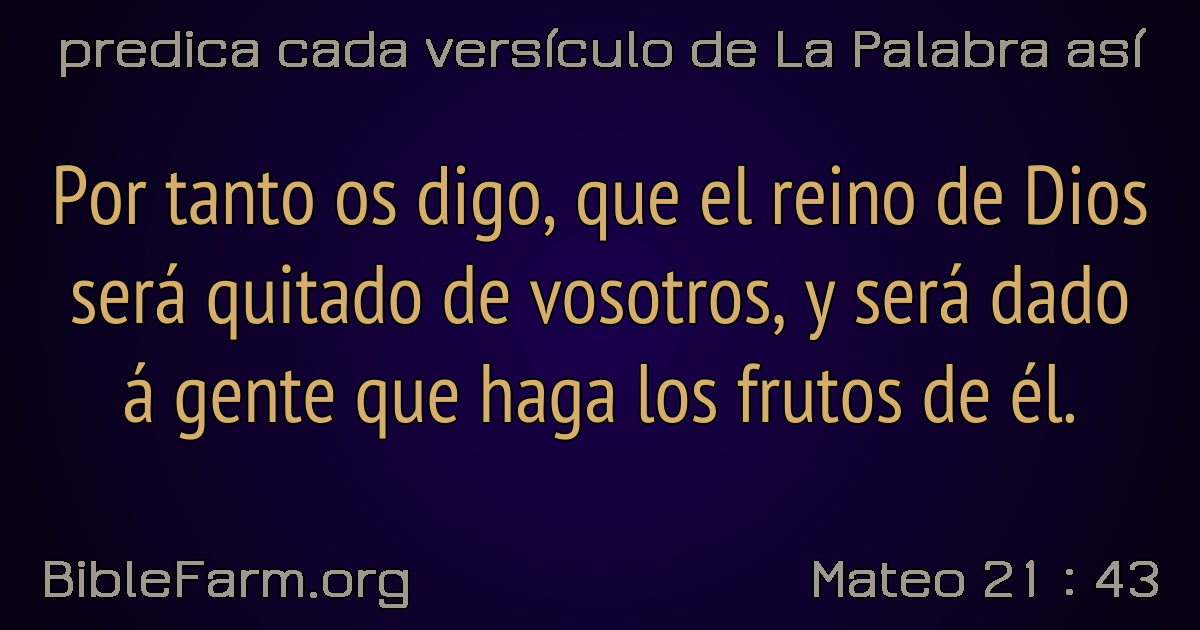 predica cada versículo de La Palabra así
Por tanto os digo, que el reino de Dios
será quitado de vosotros, y será dado
á gente que haga los frutos de él.
BibleFarm.org
Mateo 21 : 43